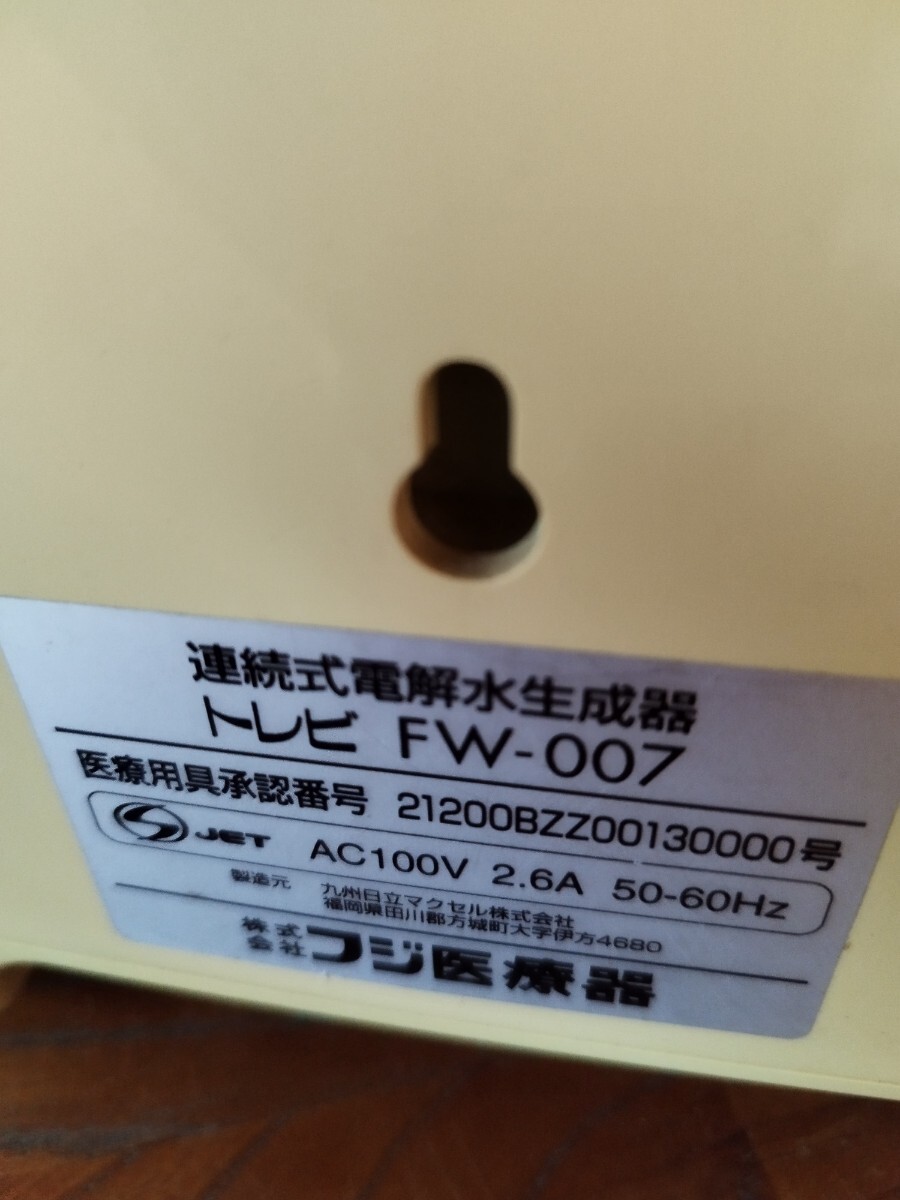 連続式電解水生成器
トレビ FW-007
医療用具承認番号 21200BZZ00130000号
JET AC100V 2.6A 50-60Hz
製造元 九州日立マクセル株式会社
福岡県田川郡方城町大字伊方4680
株式会社フジ医療器